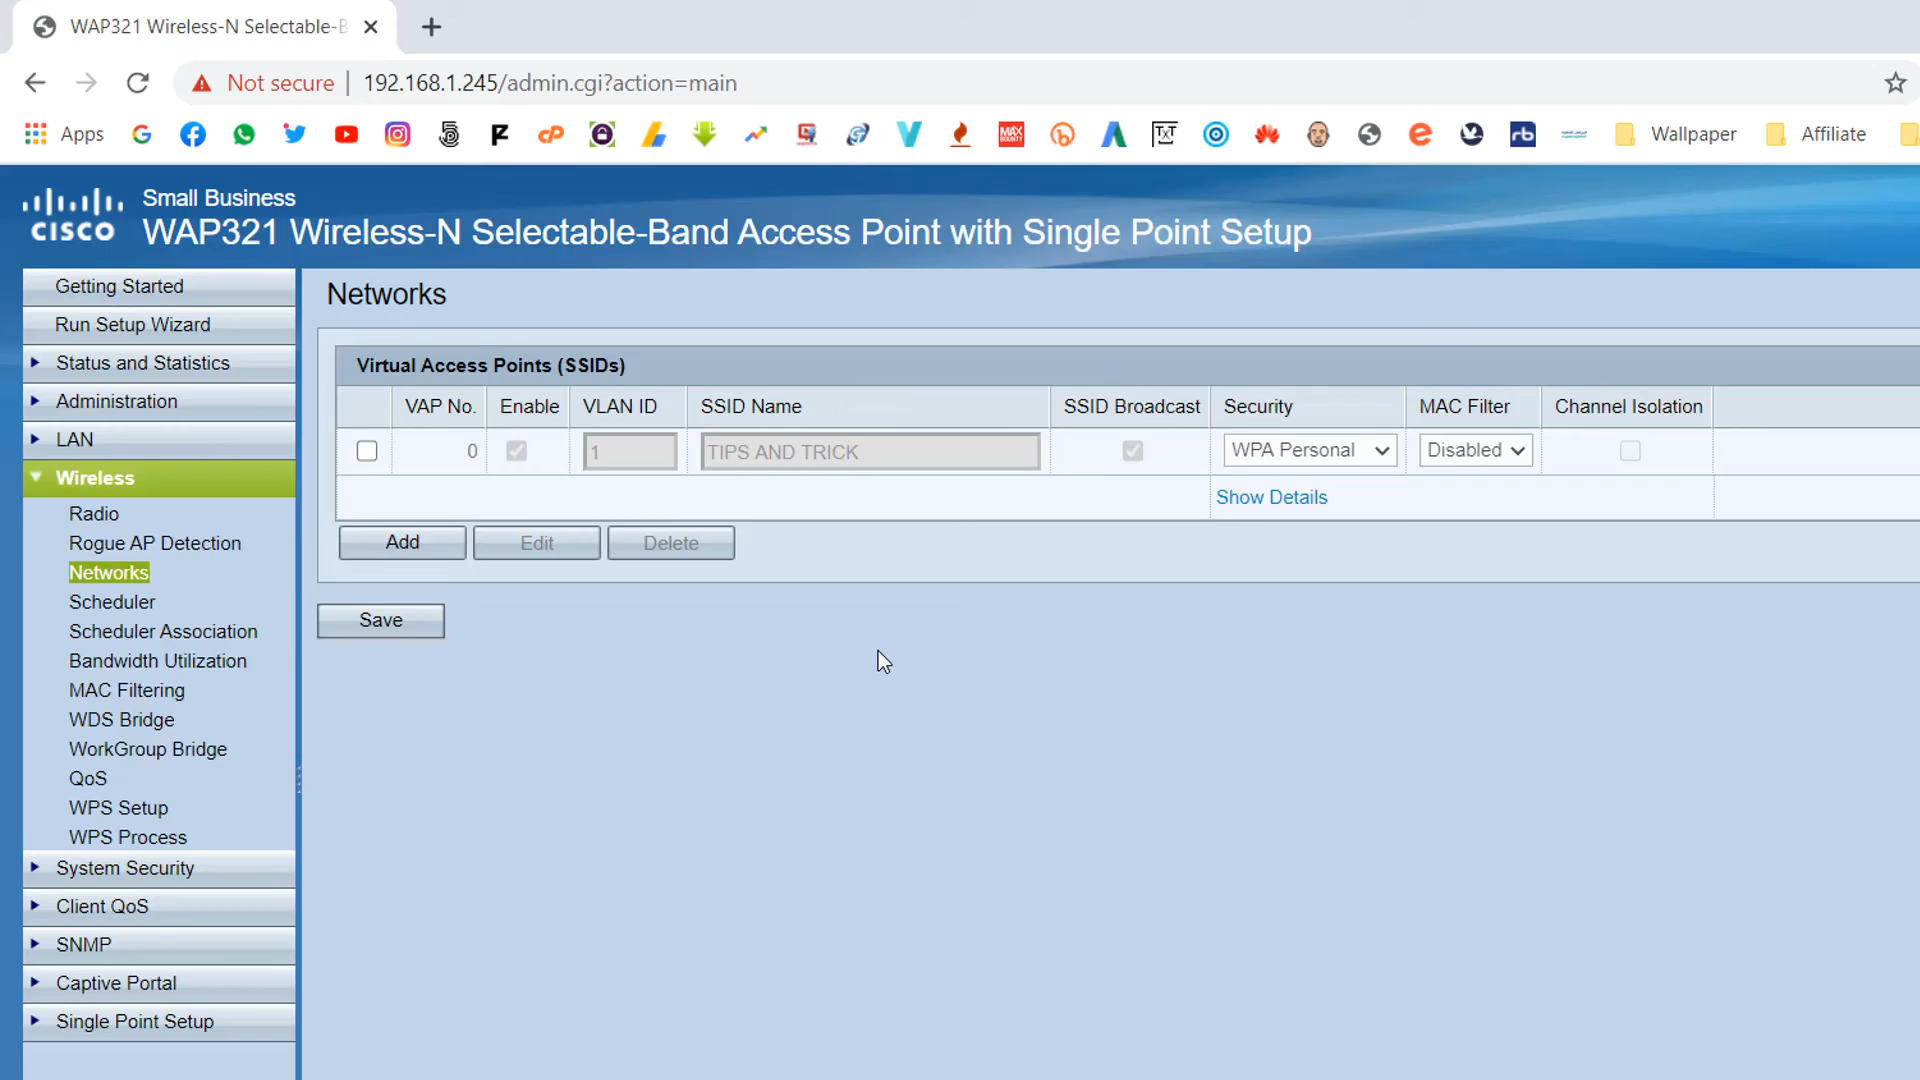 WAP321 Wireless-N Selectable-B
Not secure
192.168.1.245/admin.cgi?action=main
Apps
Wallpaper
Affiliate
CISCO
Small Business
WAP321 Wireless-N Selectable-Band Access Point with Single Point Setup
Getting Started
Run Setup Wizard
Status and Statistics
Administration
LAN
Wireless
Radio
Rogue AP Detection
Networks
Scheduler
Scheduler Association
Bandwidth Utilization
MAC Filtering
WDS Bridge
WorkGroup Bridge
QoS
WPS Setup
WPS Process
System Security
Client QoS
SNMP
Captive Portal
Single Point Setup
Networks
Virtual Access Points (SSIDs)
VAP No. Enable VLAN ID SSID Name SSID Broadcast Security MAC Filter Channel Isolation
0 1 TIPS AND TRICK WPA Personal Disabled
Show Details
Add Edit Delete
Save